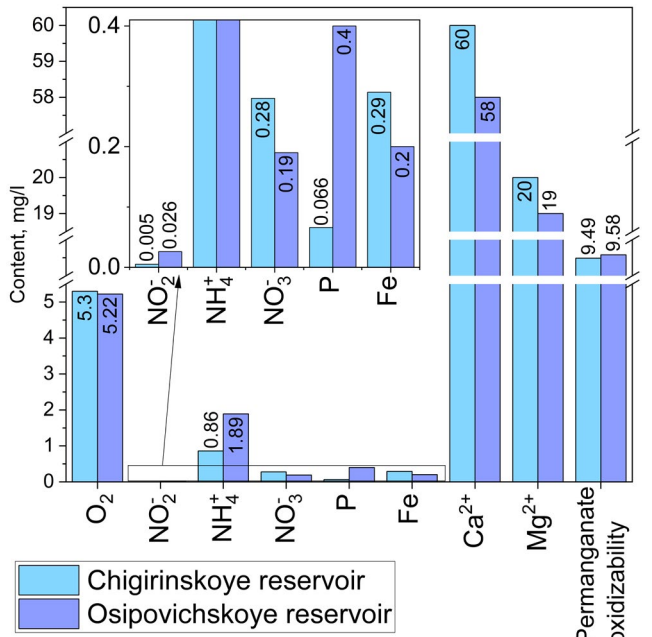 Content, mg/l
60
59
58
20
19
5
4
3
2
1
0
0.4
0.2
0.0
0.005
0.026
0.28
0.19
0.066
0.4
0.29
0.2
NO₂⁻
NH₄⁺
NO₃⁻
P
Fe
5.3
5.22
0.86
1.89
60
58
20
19
9.49
9.58
O₂
NO₂⁻
NH₄⁺
NO₃⁻
P
Fe
Ca²⁺
Mg²⁺
Permanganate
oxidizability
Chigirinskoye reservoir
Osipovichskoye reservoir